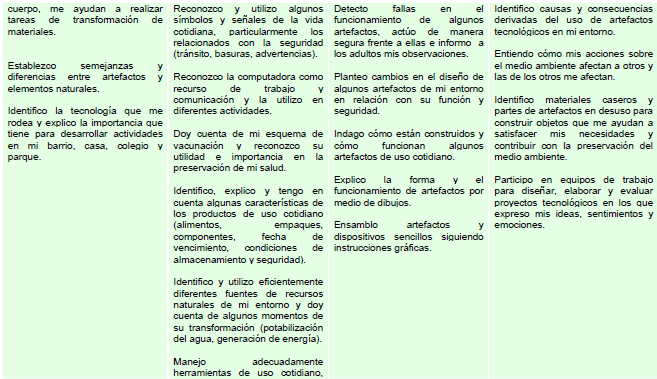 cuerpo, me ayudan a realizar
tareas de transformación de
materiales.
Establezco semejanzas y
diferencias entre artefactos y
elementos naturales.
Identifico la tecnología que me
rodea y explico la importancia que
tiene para desarrollar actividades
en mi barrio, casa, colegio y
parque.
Reconozco y utilizo algunos
símbolos y señales de la vida
cotidiana, particularmente los
relacionados con la seguridad
(tránsito, basuras, advertencias).
Reconozco la computadora como
recurso de trabajo y
comunicación y la utilizo en
diferentes actividades.
Doy cuenta de mi esquema de
vacunación y reconozco su
utilidad e importancia en la
preservación de mi salud.
Identifico, explico y tengo en
cuenta algunas características de
los productos de uso cotidiano
(alimentos, empaques,
componentes, fecha de
vencimiento, condiciones de
almacenamiento y seguridad).
Identifico y utilizo eficientemente
diferentes fuentes de recursos
naturales de mi entorno y doy
cuenta de algunos momentos de
su transformación (potabilización
del agua, generación de energía).
Manejo adecuadamente
herramientas de uso cotidiano,
Detecto fallas en el
funcionamiento de algunos
artefactos, actúo de manera
segura frente a ellas e informo a
los adultos mis observaciones.
Planteo cambios en el diseño de
algunos artefactos de mi entorno
en relación con su función y
seguridad.
Indago cómo están construidos y
cómo funcionan algunos
artefactos de uso cotidiano.
Explico la forma y el
funcionamiento de artefactos por
medio de dibujos.
Ensamblo artefactos y
dispositivos sencillos siguiendo
instrucciones gráficas.
Identifico causas y consecuencias
derivadas del uso de artefactos
tecnológicos en mi entorno.
Entiendo cómo mis acciones sobre
el medio ambiente afectan a otros y
las de los otros me afectan.
Identifico materiales caseros y
partes de artefactos en desuso para
construir objetos que me ayudan a
satisfacer mis necesidades y
contribuir con la preservación del
medio ambiente.
Participo en equipos de trabajo
para diseñar, elaborar y evaluar
proyectos tecnológicos en los que
expreso mis ideas, sentimientos y
emociones.